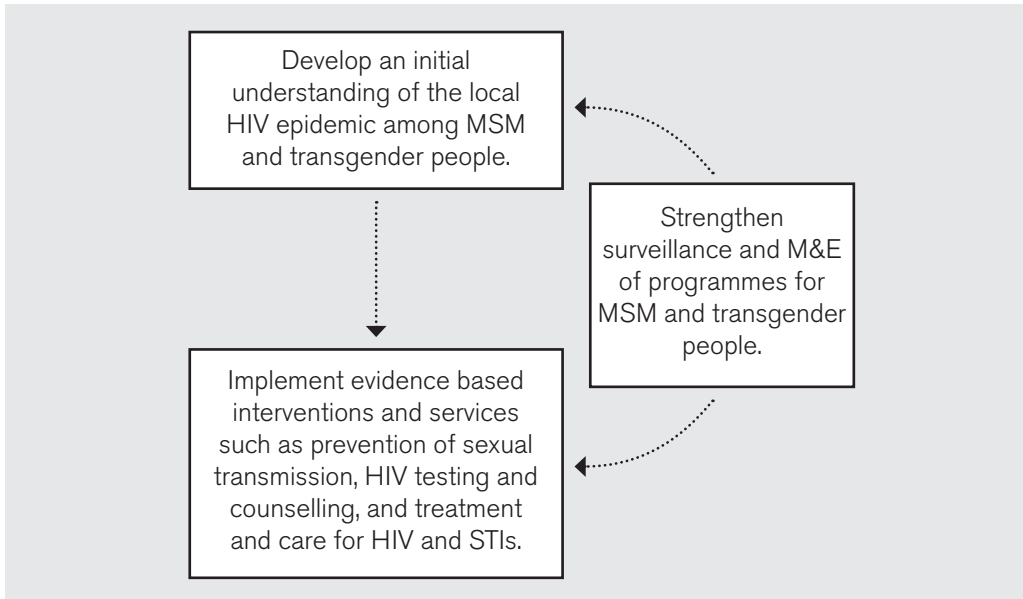 Develop an initial
understanding of the local
HIV epidemic among MSM
and transgender people.
Strengthen
surveillance and M&E
of programmes for
MSM and transgender
people.
Implement evidence based
interventions and services
such as prevention of sexual
transmission, HIV testing and
counselling, and treatment
and care for HIV and STIs.